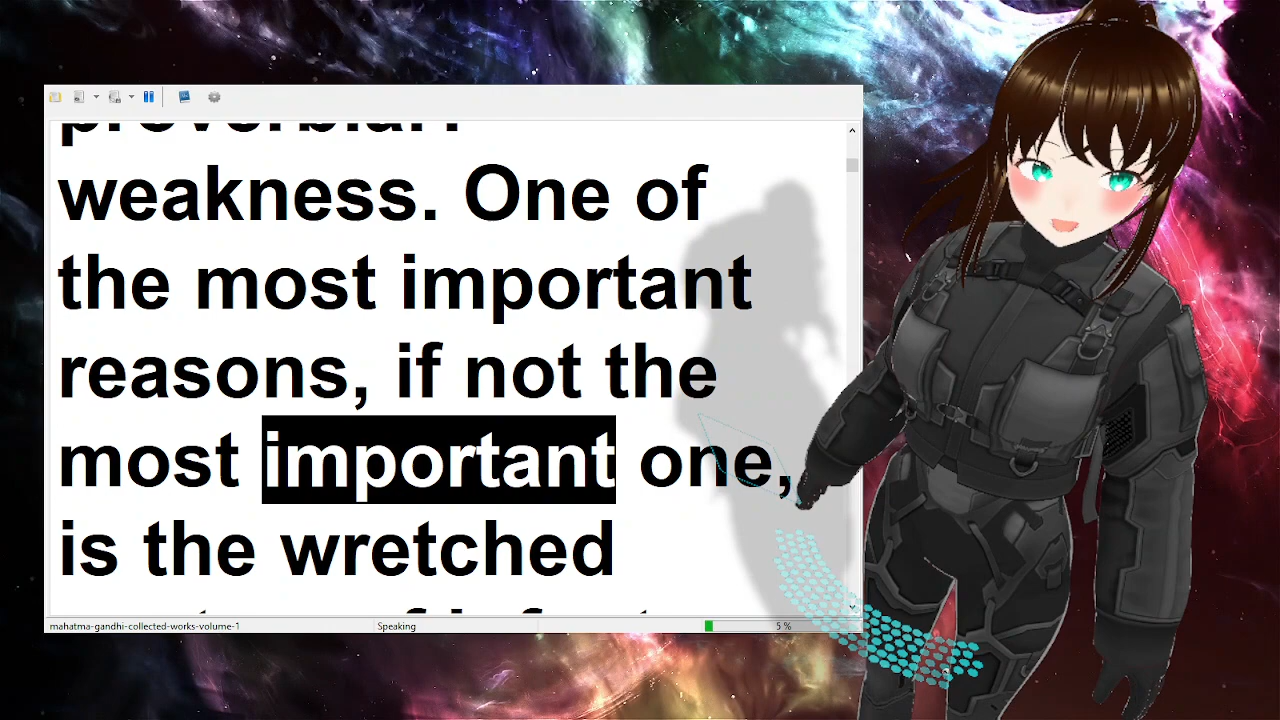 weakness. One of
the most important
reasons, if not the
most important one,
is the wretched
mahatma-gandhi-collected-works-volume-1
Speaking
5 %